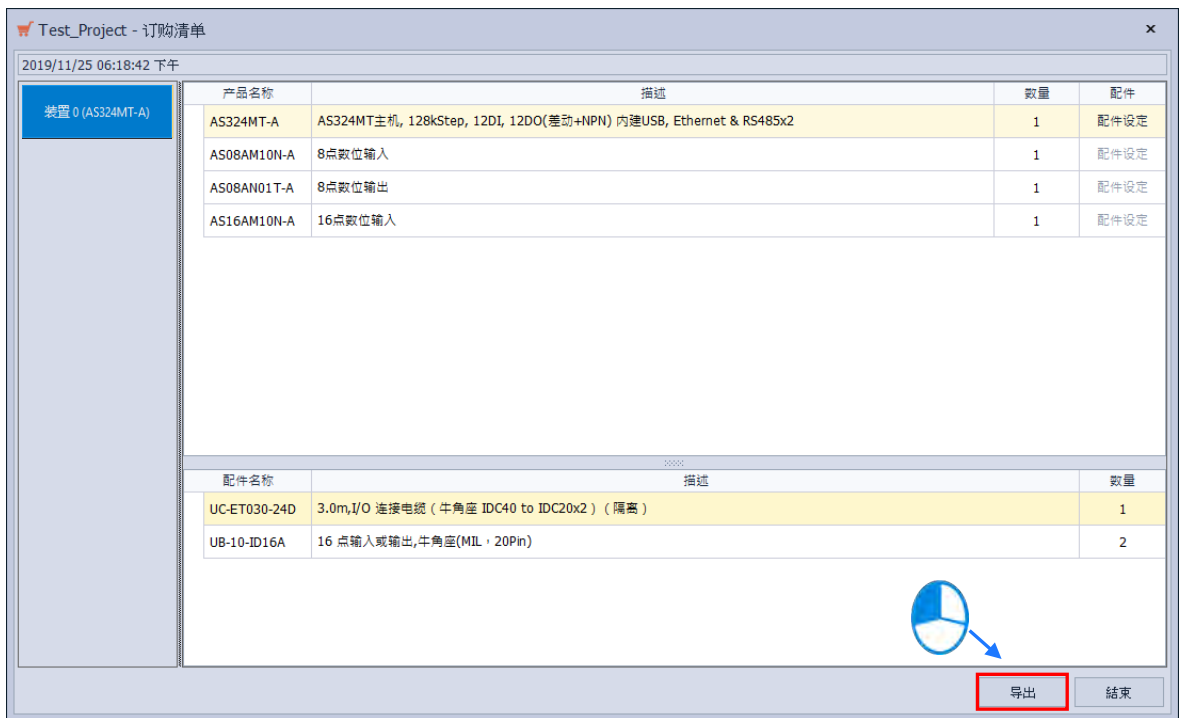 Test_Project - 订购清单
2019/11/25 06:18:42 下午
装置 0 (AS324MT-A)
产品名称 描述 数量 配件
AS324MT-A AS324MT主机, 128kStep, 12DI, 12DO(差动+NPN) 内建USB, Ethernet & RS485x2 1 配件设定
AS08AM10N-A 8点数位输入 1 配件设定
AS08AN01T-A 8点数位输出 1 配件设定
AS16AM10N-A 16点数位输入 1 配件设定
配件名称 描述 数量
UC-ET030-24D 3.0m,I/O 连接电缆（牛角座 IDC40 to IDC20x2）（隔离） 1
UB-10-ID16A 16 点输入或输出,牛角座(MIL，20Pin) 2
导出 結束